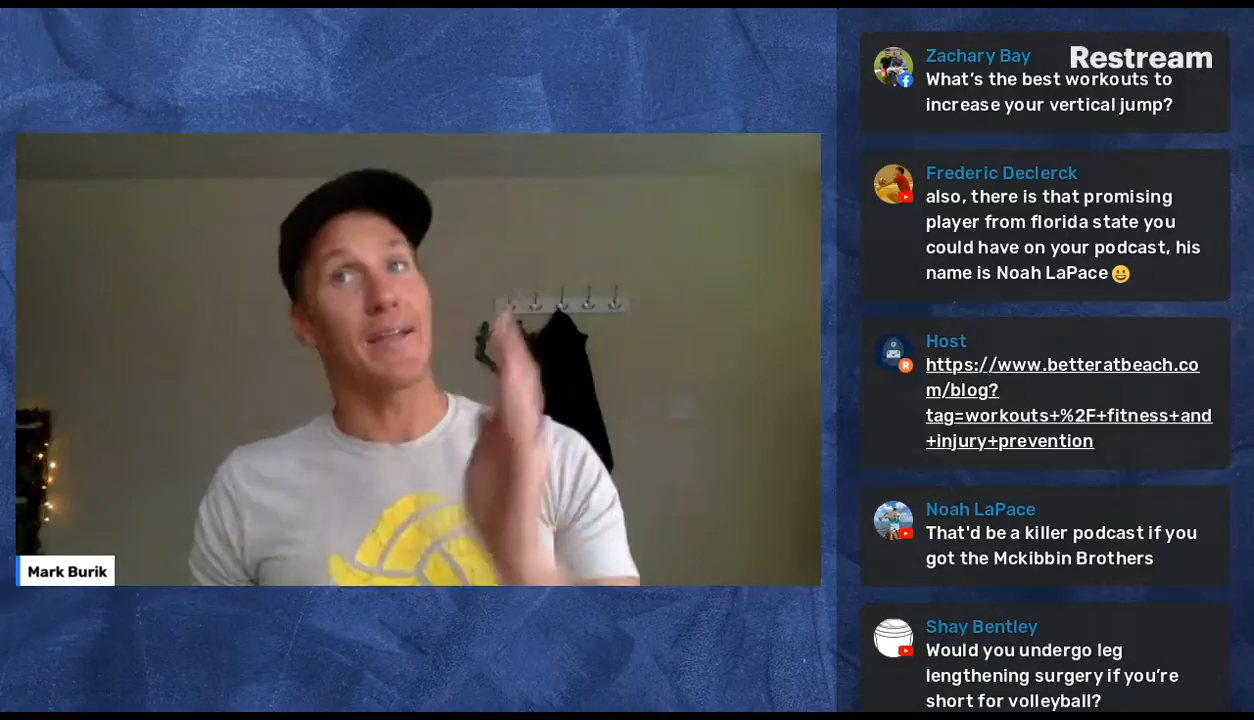 Mark Burik
Restream
Zachary Bay
What's the best workouts to
increase your vertical jump?
Frederic Declerck
also, there is that promising
player from florida state you
could have on your podcast, his
name is Noah LaPace 😀
Host
https://www.betteratbeach.co
m/blog?
tag=workouts+%2F+fitness+and
+injury+prevention
Noah LaPace
That'd be a killer podcast if you
got the Mckibbin Brothers
Shay Bentley
Would you undergo leg
lengthening surgery if you're
short for volleyball?